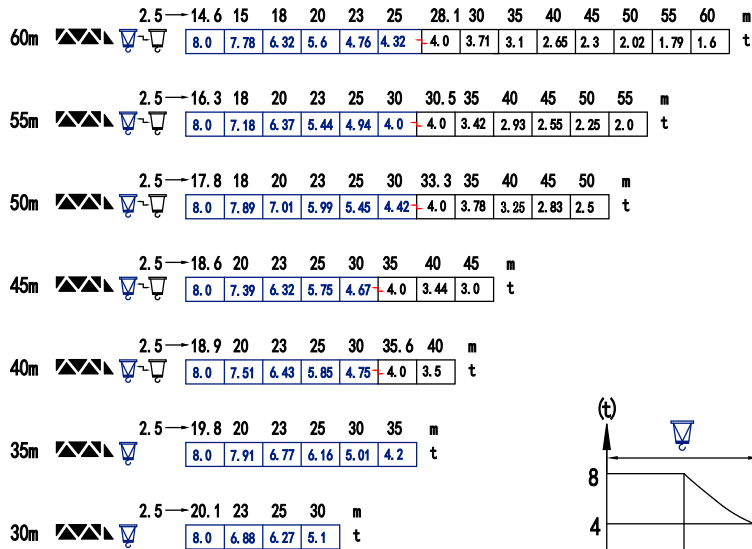 2.5→14.6 15 18 20 23 25 28.1 30 35 40 45 50 55 60 m
60m 8.0 7.78 6.32 5.6 4.76 4.32 4.0 3.71 3.1 2.65 2.3 2.02 1.79 1.6 t
2.5→16.3 18 20 23 25 30 30.5 35 40 45 50 55 m
55m 8.0 7.18 6.37 5.44 4.94 4.0 4.0 3.42 2.93 2.55 2.25 2.0 t
2.5→17.8 18 20 23 25 30 33.3 35 40 45 50 m
50m 8.0 7.89 7.01 5.99 5.45 4.42 4.0 3.78 3.25 2.83 2.5 t
2.5→18.6 20 23 25 30 35 40 45 m
45m 8.0 7.39 6.32 5.75 4.67 4.0 3.44 3.0 t
2.5→18.9 20 23 25 30 35.6 40 m
40m 8.0 7.51 6.43 5.85 4.75 4.0 3.5 t
2.5→19.8 20 23 25 30 35 m
35m 8.0 7.91 6.77 6.16 5.01 4.2 t
2.5→20.1 23 25 30 m
30m 8.0 6.88 6.27 5.1 t
(t)
8
4